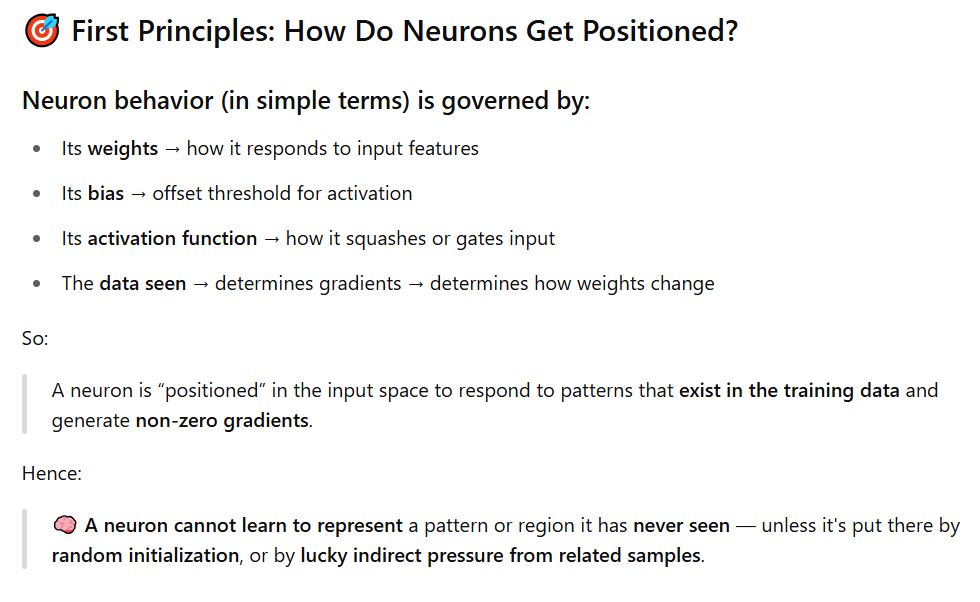 🎯 First Principles: How Do Neurons Get Positioned?
Neuron behavior (in simple terms) is governed by:
• Its weights → how it responds to input features
• Its bias → offset threshold for activation
• Its activation function → how it squashes or gates input
• The data seen → determines gradients → determines how weights change
So:
A neuron is “positioned” in the input space to respond to patterns that exist in the training data and
generate non-zero gradients.
Hence:
🧠 A neuron cannot learn to represent a pattern or region it has never seen — unless it's put there by
random initialization, or by lucky indirect pressure from related samples.